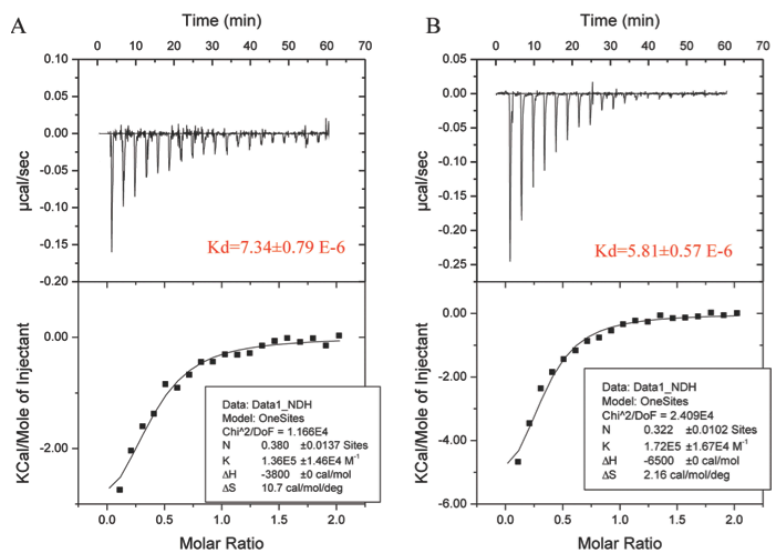 A
Time (min)
0 10 20 30 40 50 60 70
0.10
0.05
0.00
-0.05
-0.10
-0.15
-0.20
µcal/sec
Kd=7.34±0.79 E-6
0.00
-2.00
KCal/Mole of Injectant
Data: Data1_NDH
Model: OneSites
Chi^2/DoF = 1.166E4
N 0.380 ±0.0137 Sites
K 1.36E5 ±1.46E4 M⁻¹
ΔH -3800 ±0 cal/mol
ΔS 10.7 cal/mol/deg
0.0 0.5 1.0 1.5 2.0
Molar Ratio
B
Time (min)
0 10 20 30 40 50 60 70
0.05
0.00
-0.05
-0.10
-0.15
-0.20
-0.25
µcal/sec
Kd=5.81±0.57 E-6
0.00
-2.00
-4.00
-6.00
KCal/Mole of Injectant
Data: Data1_NDH
Model: OneSites
Chi^2/DoF = 2.409E4
N 0.322 ±0.0102 Sites
K 1.72E5 ±1.67E4 M⁻¹
ΔH -6500 ±0 cal/mol
ΔS 2.16 cal/mol/deg
0.0 0.5 1.0 1.5 2.0
Molar Ratio